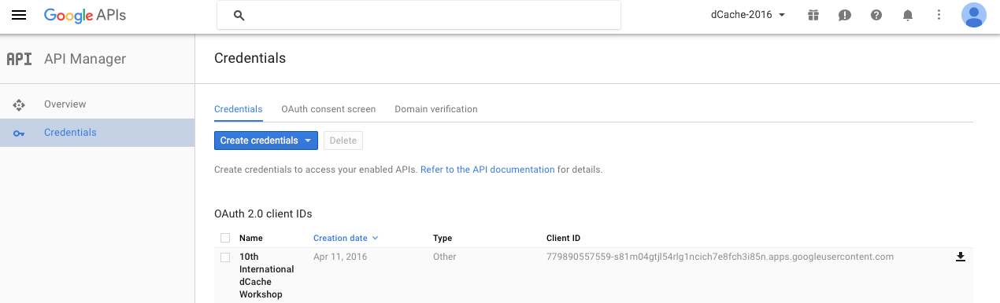 Google APIs
dCache-2016
API
API Manager
Credentials
Overview
Credentials
Credentials OAuth consent screen Domain verification
Create credentials Delete
Create credentials to access your enabled APIs. Refer to the API documentation for details.
OAuth 2.0 client IDs
Name Creation date Type Client ID
10th Apr 11, 2016 Other 779890557559-s81m04gtjl54rlg1ncich7e8fch3i85n.apps.googleusercontent.com
International
dCache
Workshop